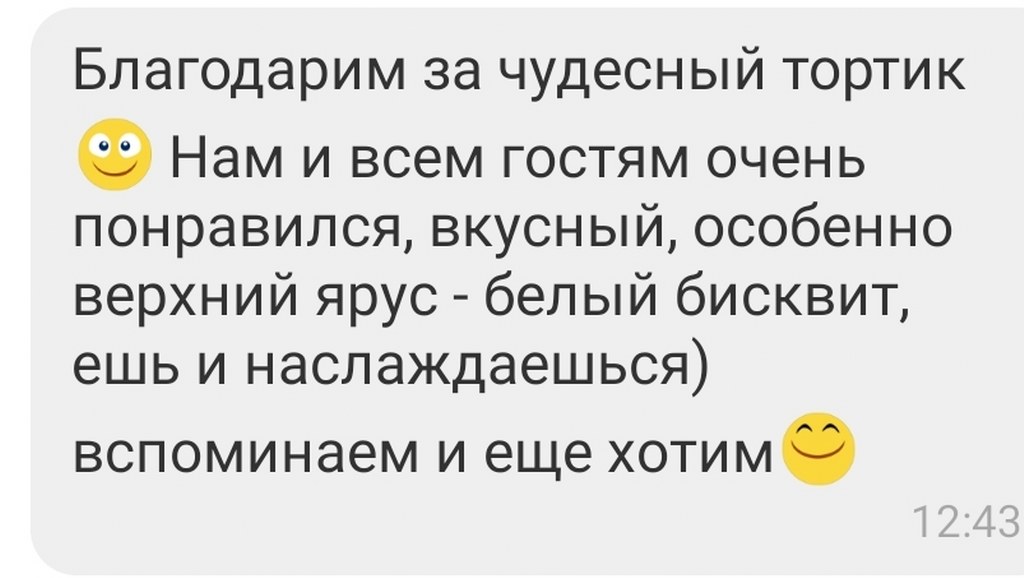 Благодарим за чудесный тортик
🙂 Нам и всем гостям очень
понравился, вкусный, особенно
верхний ярус - белый бисквит,
ешь и наслаждаешься)
вспоминаем и еще хотим😊
12:43